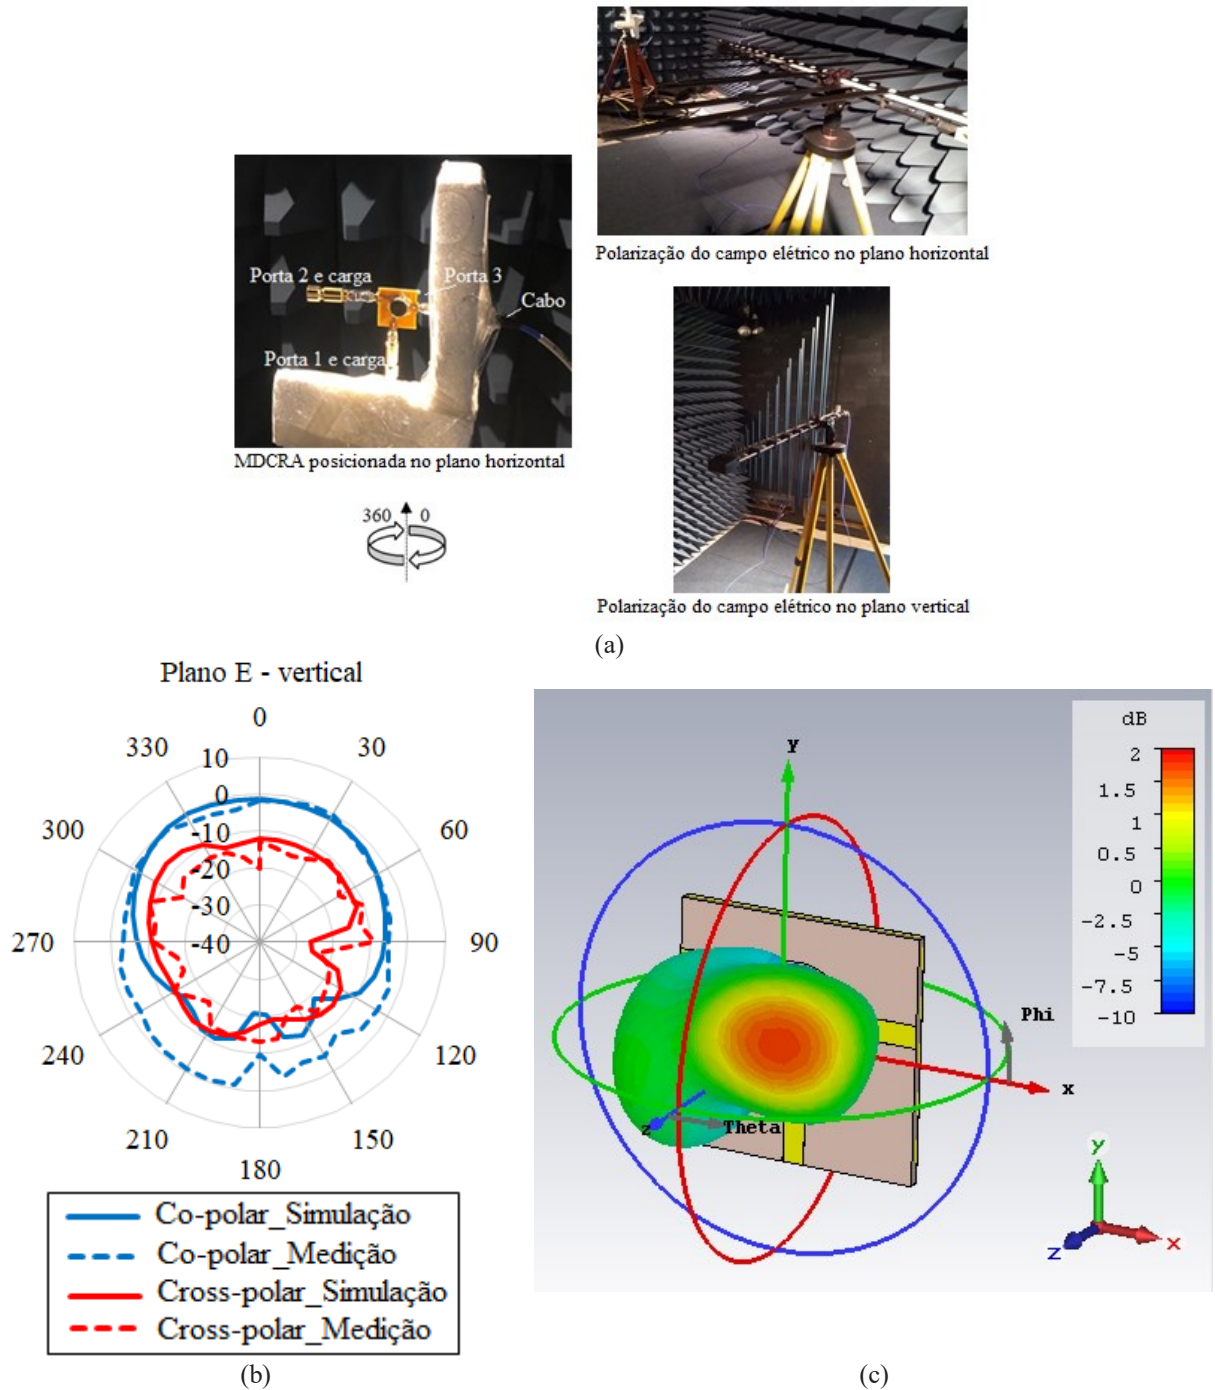 Polarização do campo elétrico no plano horizontal
Porta 2 e carga
Porta 3
Cabo
Porta 1 e carga
MDCRA posicionada no plano horizontal
360 0
Polarização do campo elétrico no plano vertical
(a)
Plano E - vertical
0
330 30
10
0
300 -10 60
-20
-30
270 -40 90
240 120
210 150
180
Co-polar_Simulação
Co-polar_Medição
Cross-polar_Simulação
Cross-polar_Medição
(b)
dB
2
1.5
1
0.5
0
-2.5
-5
-7.5
-10
y
Phi
x
z
Theta
y
z
x
(c)